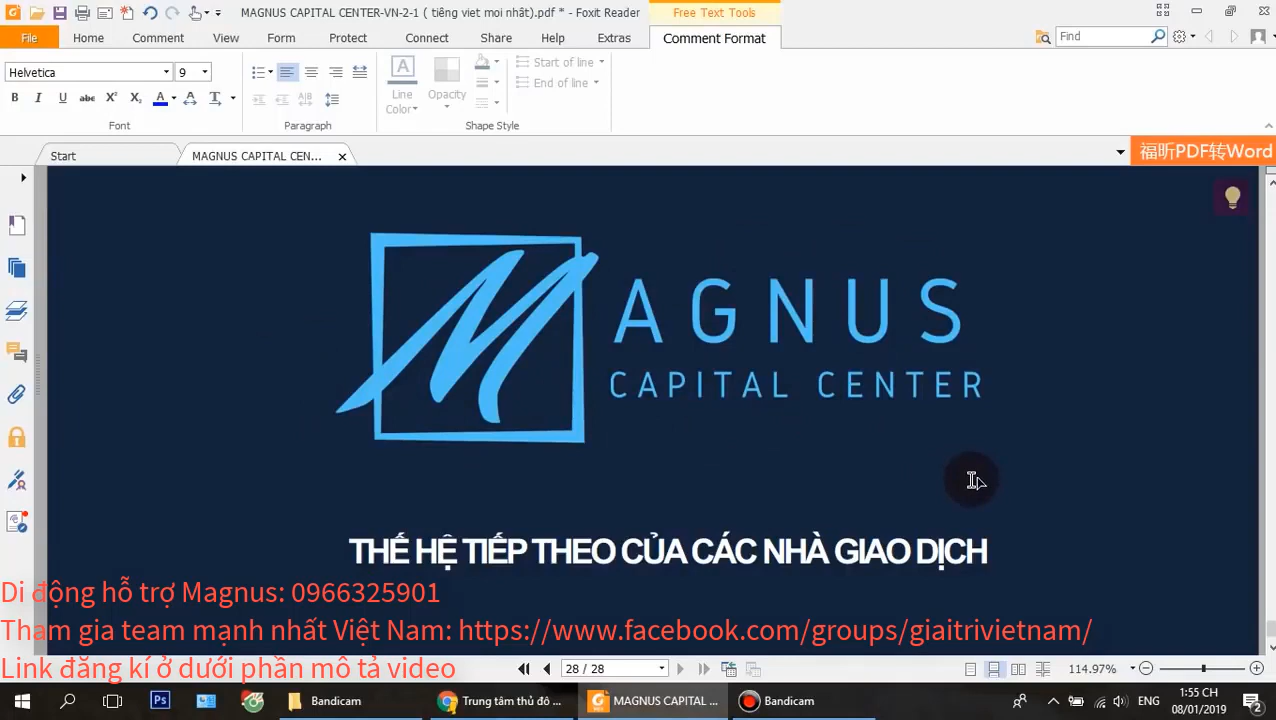 MAGNUS CAPITAL CENTER-VN-2-1 ( tiếng viet mọi nhất).pdf * - Foxit Reader
Free Text Tools
File Home Comment View Form Protect Connect Share Help Extras Comment Format
Find
Helvetica 9
Line Color
Opacity
Start of line
End of line
Font
Paragraph
Shape Style
Start
MAGNUS CAPITAL CEN...
福昕PDF转Word
MAGNUS
CAPITAL CENTER
THẾ HỆ TIẾP THEO CỦA CÁC NHÀ GIAO DỊCH
Di động hỗ trợ Magnus: 0966325901
Tham gia team mạnh nhất Việt Nam: https://www.facebook.com/groups/giaitrivietnam/
Link đăng kí ở dưới phần mô tả video
28 / 28
114.97%
Bandicam
Trung tâm thủ đô ...
MAGNUS CAPITAL ...
Bandicam
ENG
1:55 CH
08/01/2019
2